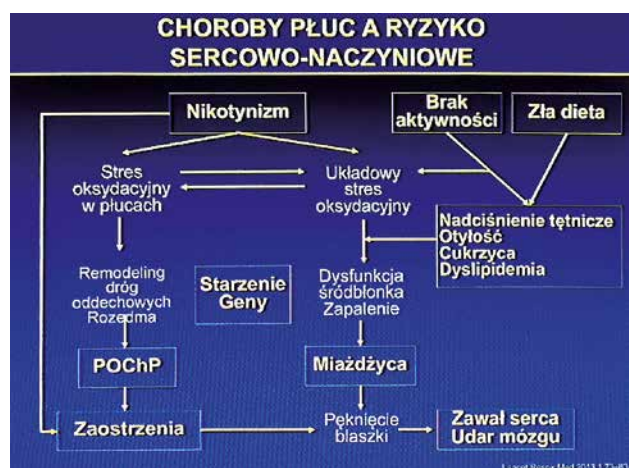 CHOROBY PŁUC A RYZYKO
SERCOWO-NACZYNIOWE
Nikotynizm
Brak
aktywności
Zła dieta
Stres
oksydacyjny
w płucach
Układowy
stres
oksydacyjny
Nadciśnienie tętnicze
Otyłość
Cukrzyca
Dyslipidemia
Remodeling
dróg
oddechowych
Rozedma
Starzenie
Geny
Dysfunkcja
śródbłonka
Zapalenie
POChP
Miażdżyca
Zaostrzenia
Pęknięcie
blaszki
Zawał serca
Udar mózgu